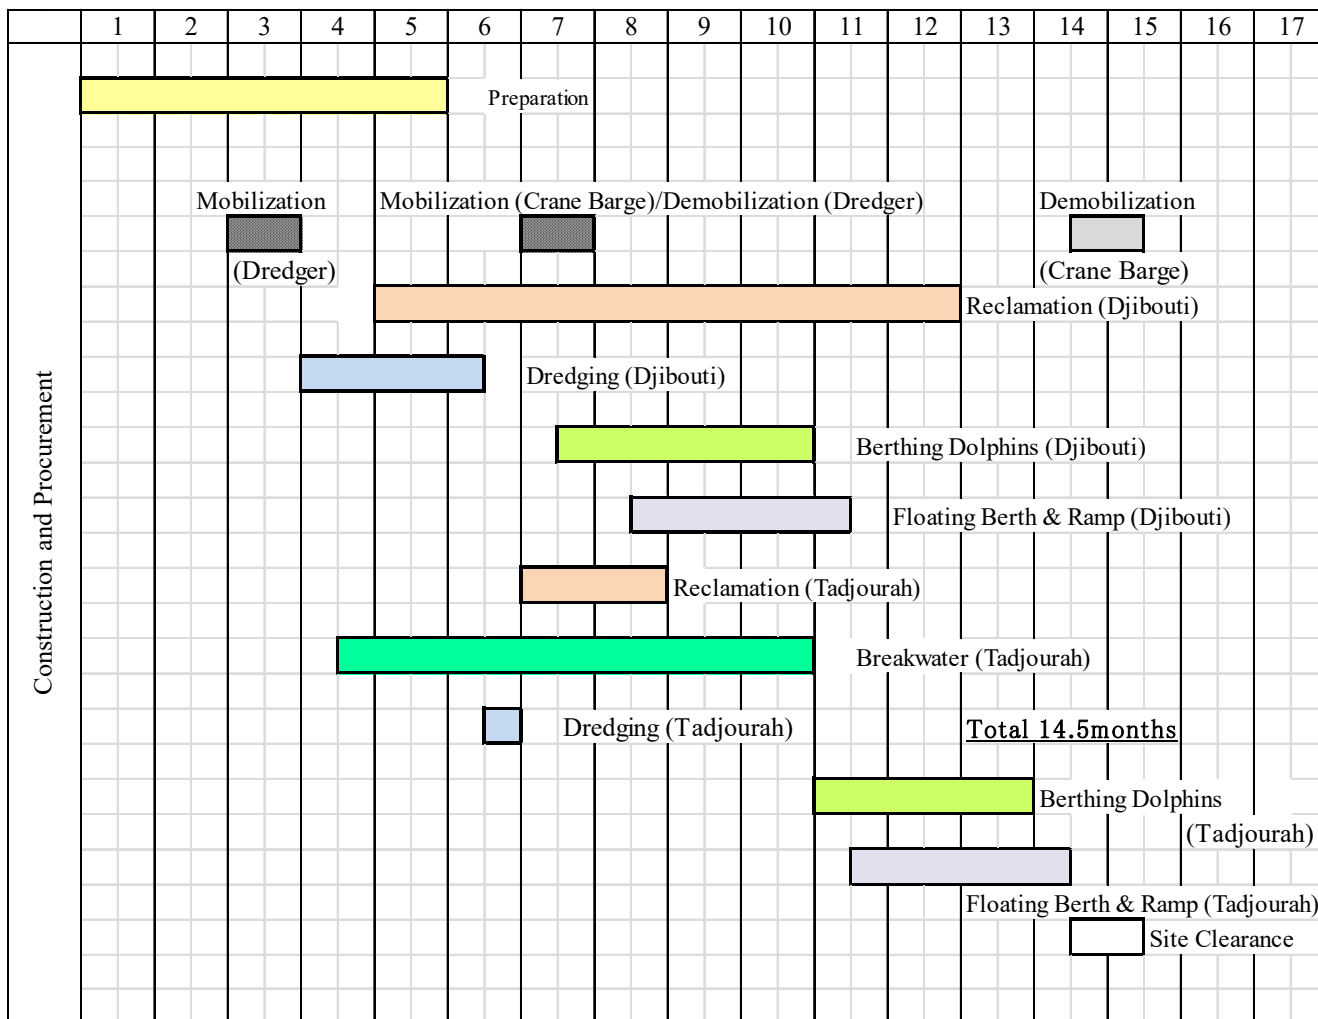 1 2 3 4 5 6 7 8 9 10 11 12 13 14 15 16 17
Construction and Procurement
Preparation
Mobilization
(Dredger)
Mobilization (Crane Barge)/Demobilization (Dredger)
Demobilization
(Crane Barge)
Reclamation (Djibouti)
Dredging (Djibouti)
Berthing Dolphins (Djibouti)
Floating Berth & Ramp (Djibouti)
Reclamation (Tadjourah)
Breakwater (Tadjourah)
Dredging (Tadjourah)
Total 14.5months
Berthing Dolphins
(Tadjourah)
Floating Berth & Ramp (Tadjourah)
Site Clearance